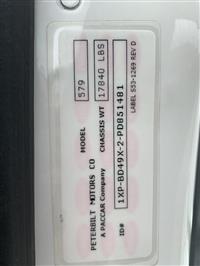 MODEL 579
PETERBILT MOTORS CO
A PACCAR Company CHASSIS WT 17840 LBS
ID# 1XP-BD49X-2-PD851481
LABEL S53-1269 REV D